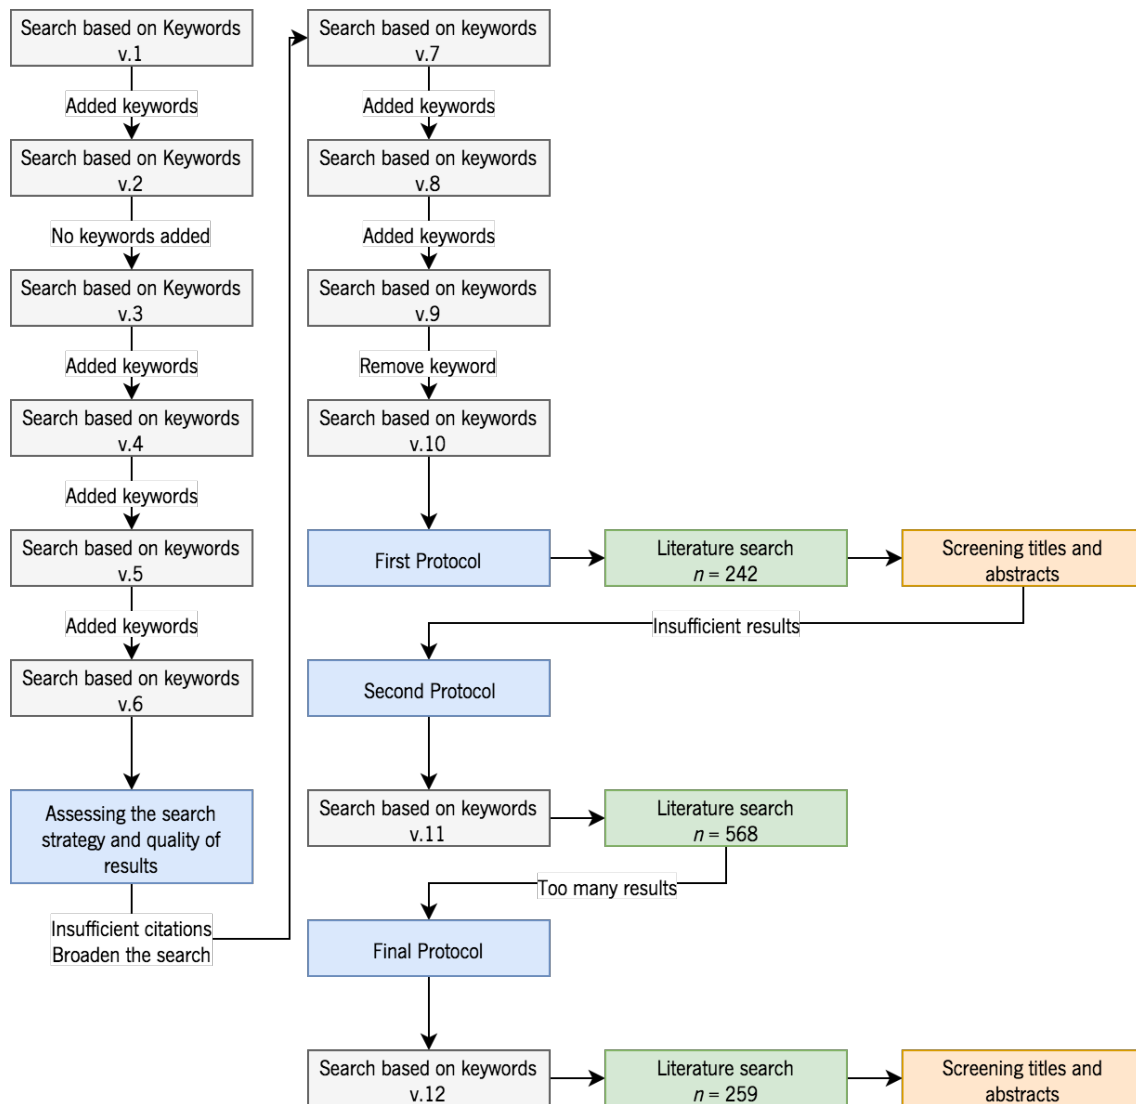 Search based on Keywords
v.1
Added keywords
Search based on Keywords
v.2
No keywords added
Search based on Keywords
v.3
Added keywords
Search based on keywords
v.4
Added keywords
Search based on keywords
v.5
Added keywords
Search based on keywords
v.6
Assessing the search
strategy and quality of
results
Insufficient citations
Broaden the search
Search based on keywords
v.7
Added keywords
Search based on keywords
v.8
Added keywords
Search based on keywords
v.9
Remove keyword
Search based on keywords
v.10
First Protocol
Literature search
n = 242
Screening titles and
abstracts
Insufficient results
Second Protocol
Search based on keywords
v.11
Literature search
n = 568
Too many results
Final Protocol
Search based on keywords
v.12
Literature search
n = 259
Screening titles and
abstracts